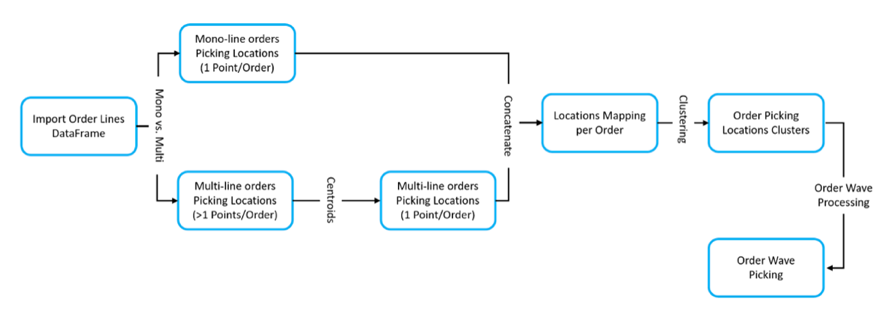 Import Order Lines
DataFrame
Mono vs. Multi
Mono-line orders
Picking Locations
(1 Point/Order)
Multi-line orders
Picking Locations
(>1 Points/Order)
Centroids
Multi-line orders
Picking Locations
(1 Point/Order)
Concatenate
Locations Mapping
per Order
Clustering
Order Picking
Locations Clusters
Order Wave
Processing
Order Wave
Picking